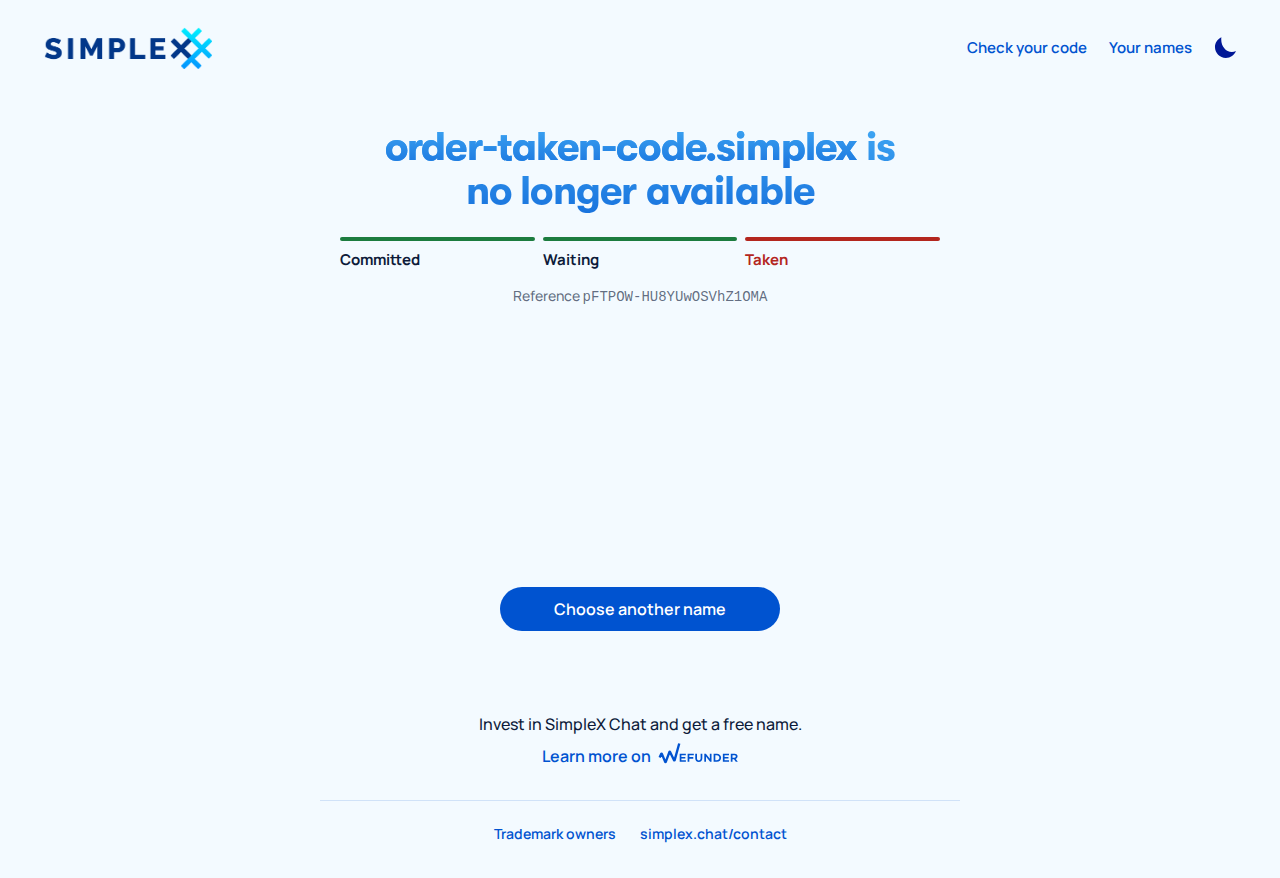 SIMPLEX
Check your code
Your names
order-taken-code.simplex is
no longer available
Committed
Waiting
Taken
Reference pFTPOW-HU8YUwOSVhZ1OMA
Choose another name
Invest in SimpleX Chat and get a free name.
Learn more on WEFUNDER
Trademark owners
simplex.chat/contact